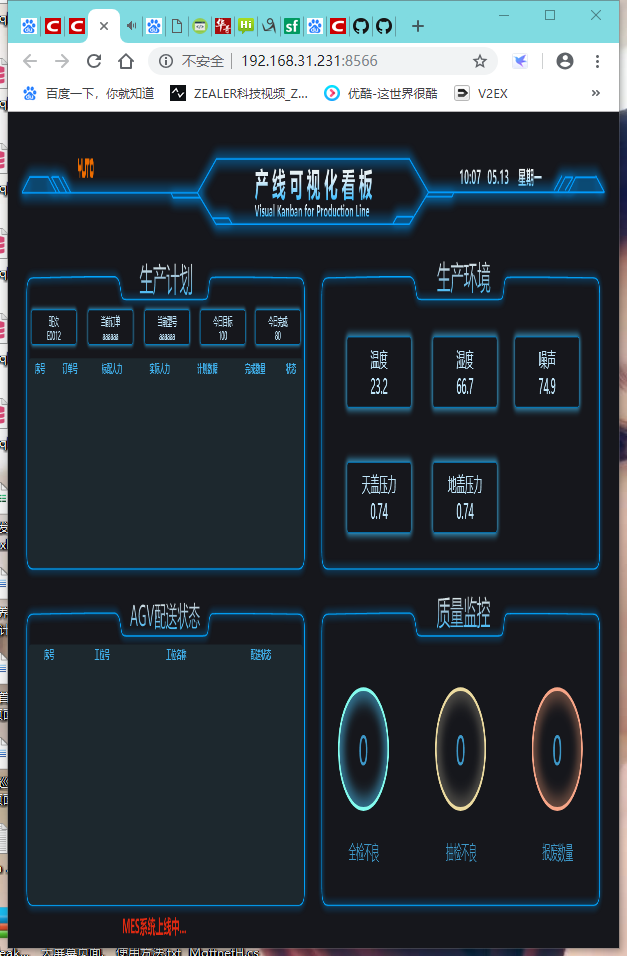 Hi
sf
不安全
192.168.31.231:8566
百度一下，你就知道
ZEALER科技视频_Z...
优酷-这世界很酷
V2EX
»
YUTO
产线可视化看板
Visual Kanban for Production Line
10:07 05.13 星期一
生产计划
班次 当前订单 当前型号 今日目标 今日完成
E2012 aaaaaa aaaaaa 100 80
序号 订单号 标配人力 实际人力 计划数据 完成数量 状态
生产环境
温度 湿度 噪声
23.2 66.7 74.9
天盖压力 地盖压力
0.74 0.74
AGV配送状态
序号 工位号 工位名称 配送状态
质量监控
0 0 0
全检不良 抽检不良 报废数量
MES系统上线中...